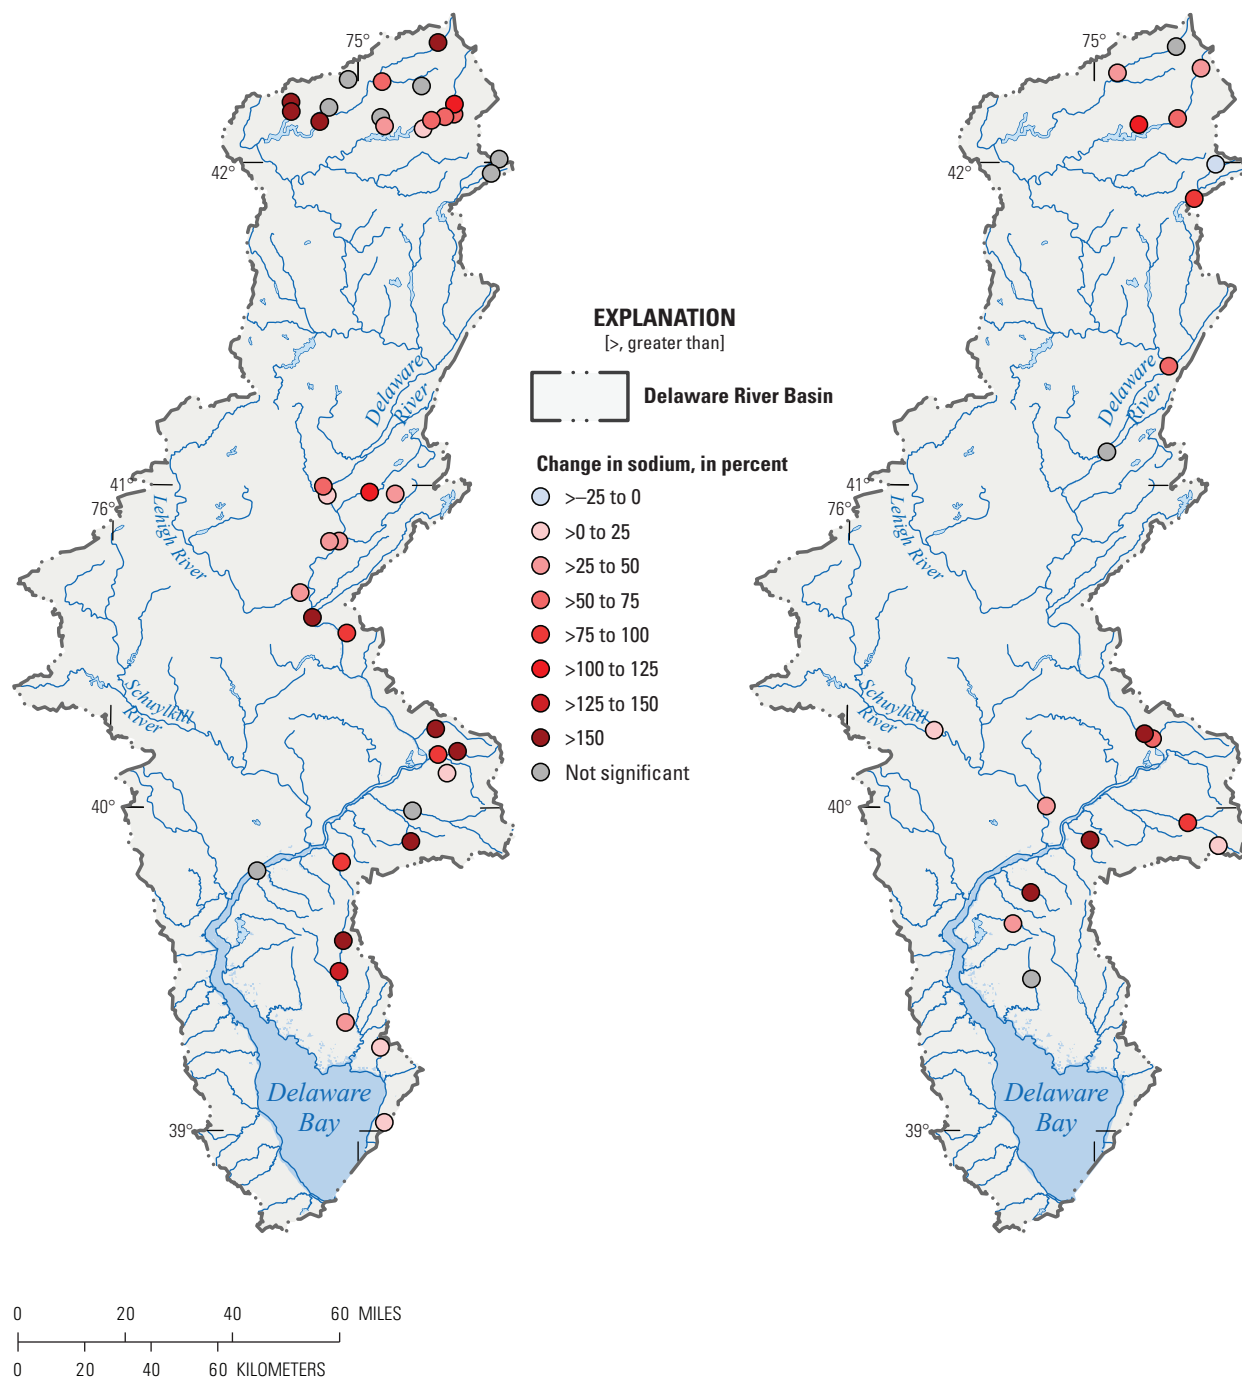 75°
42°
Delaware
River
41°
76°
Lehigh River
Schuylkill
River
40°
Delaware
Bay
39°
EXPLANATION
[>, greater than]
Delaware River Basin
Change in sodium, in percent
>–25 to 0
>0 to 25
>25 to 50
>50 to 75
>75 to 100
>100 to 125
>125 to 150
>150
Not significant
75°
42°
Delaware
River
41°
76°
Lehigh River
Schuylkill
River
40°
Delaware
Bay
39°
0 20 40 60 MILES
0 20 40 60 KILOMETERS